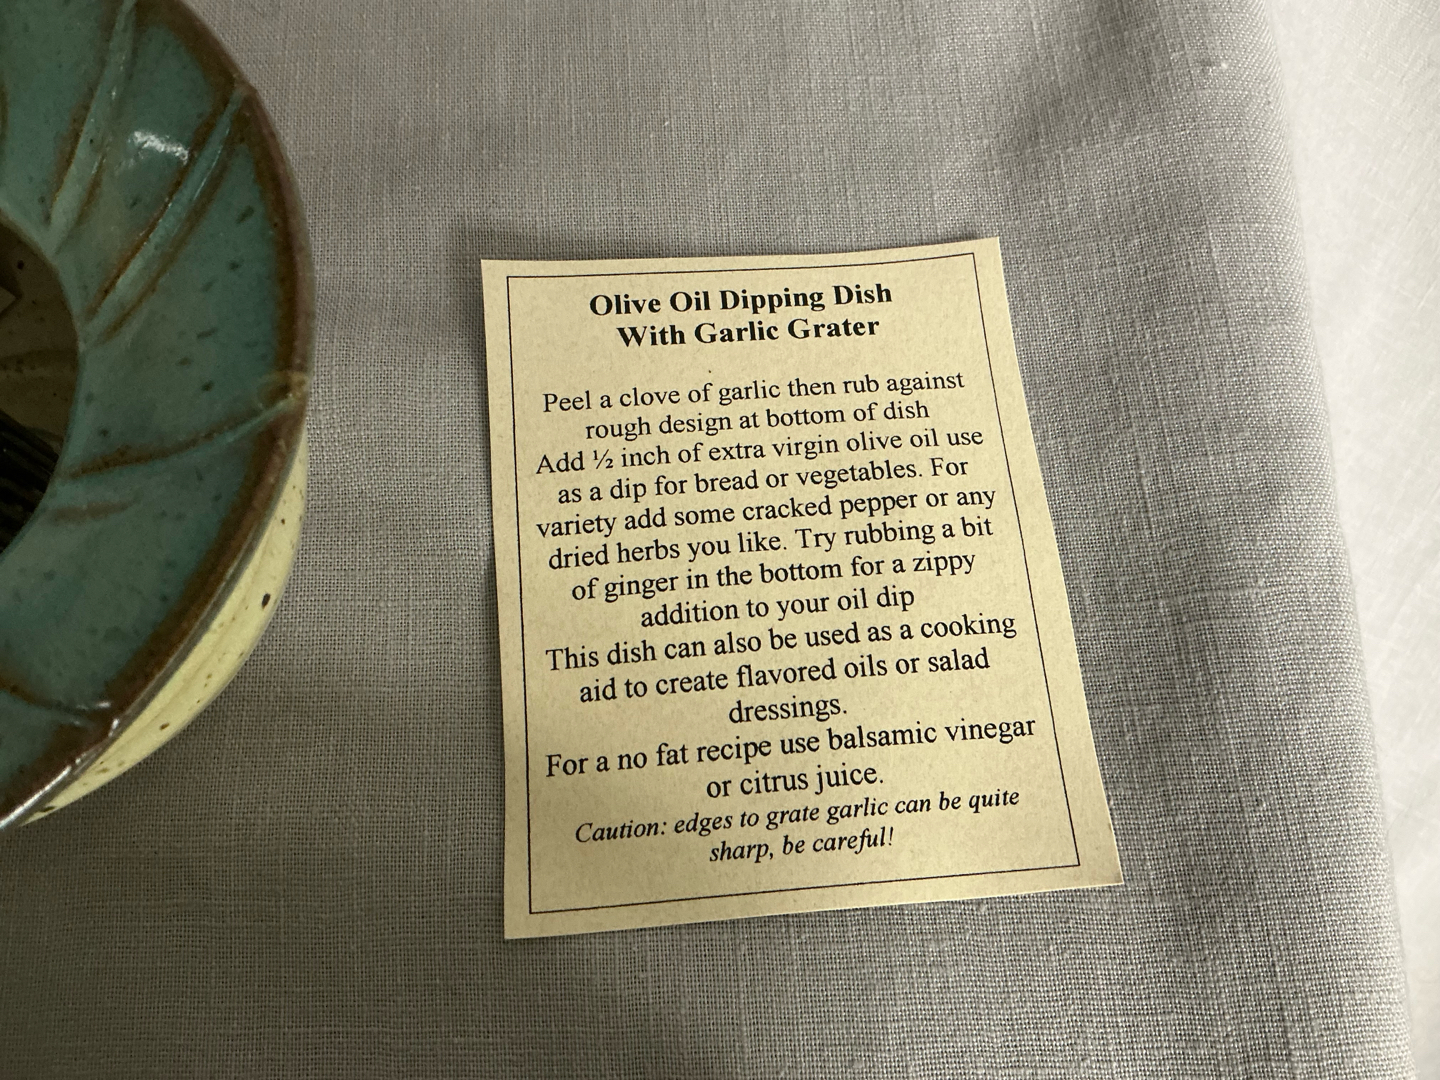 Olive Oil Dipping Dish
With Garlic Grater
Peel a clove of garlic then rub against
rough design at bottom of dish
Add ½ inch of extra virgin olive oil use
as a dip for bread or vegetables. For
variety add some cracked pepper or any
dried herbs you like. Try rubbing a bit
of ginger in the bottom for a zippy
addition to your oil dip
This dish can also be used as a cooking
aid to create flavored oils or salad
dressings.
For a no fat recipe use balsamic vinegar
or citrus juice.
Caution: edges to grate garlic can be quite
sharp, be careful!